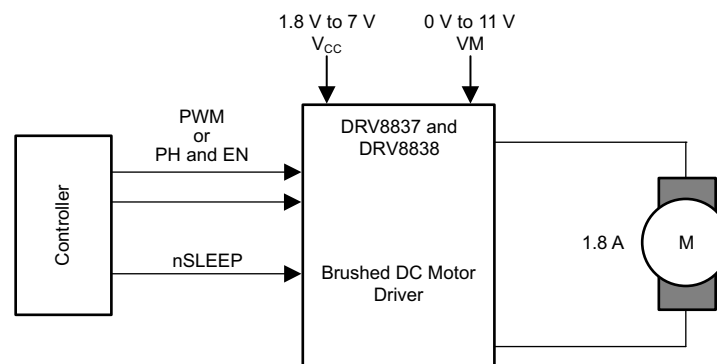 1.8 V to 7 V
VCC
0 V to 11 V
VM
PWM
or
PH and EN
DRV8837 and
DRV8838
Controller
nSLEEP
Brushed DC Motor
Driver
1.8 A
M